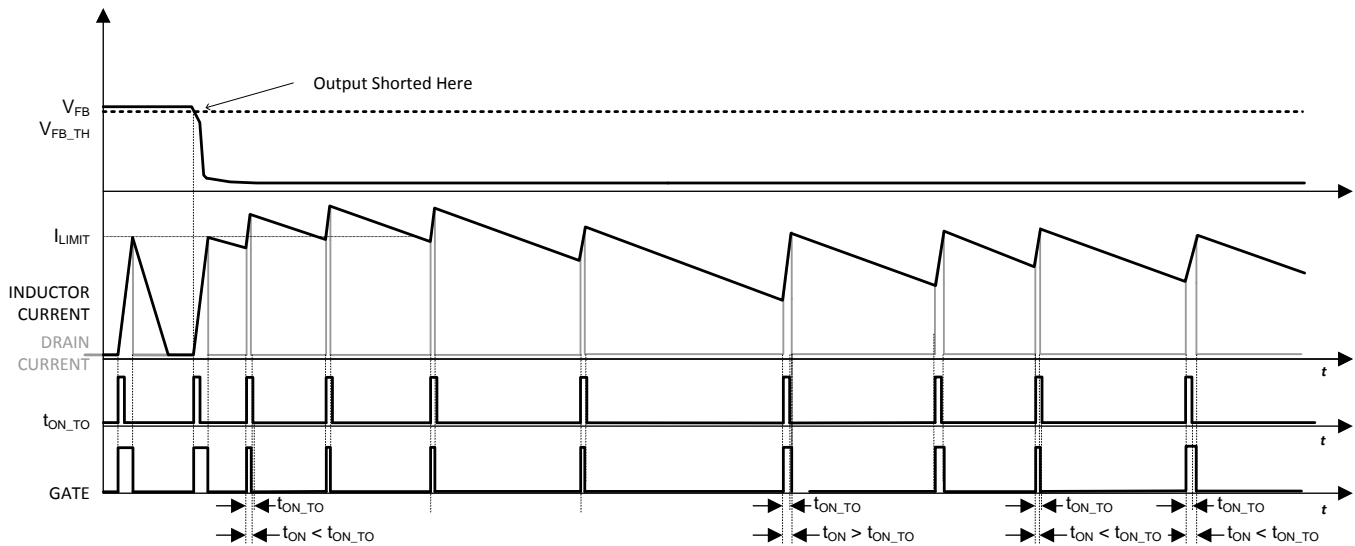 Output Shorted Here
V_FB
V_FB_TH
I_LIMIT
INDUCTOR
CURRENT
DRAIN
CURRENT
t
t_ON_TO
t
GATE
t
t_ON_TO
t_ON_TO
t_ON_TO
t_ON_TO
t_ON < t_ON_TO
t_ON > t_ON_TO
t_ON < t_ON_TO
t_ON < t_ON_TO